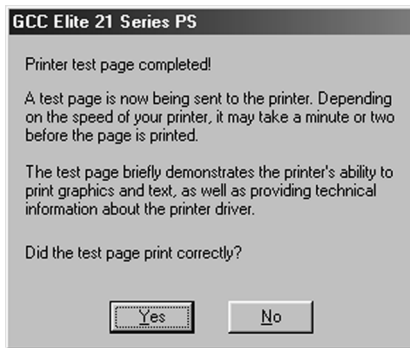 GCC Elite 21 Series PS
Printer test page completed!
A test page is now being sent to the printer. Depending
on the speed of your printer, it may take a minute or two
before the page is printed.
The test page briefly demonstrates the printer's ability to
print graphics and text, as well as providing technical
information about the printer driver.
Did the test page print correctly?
Yes
No